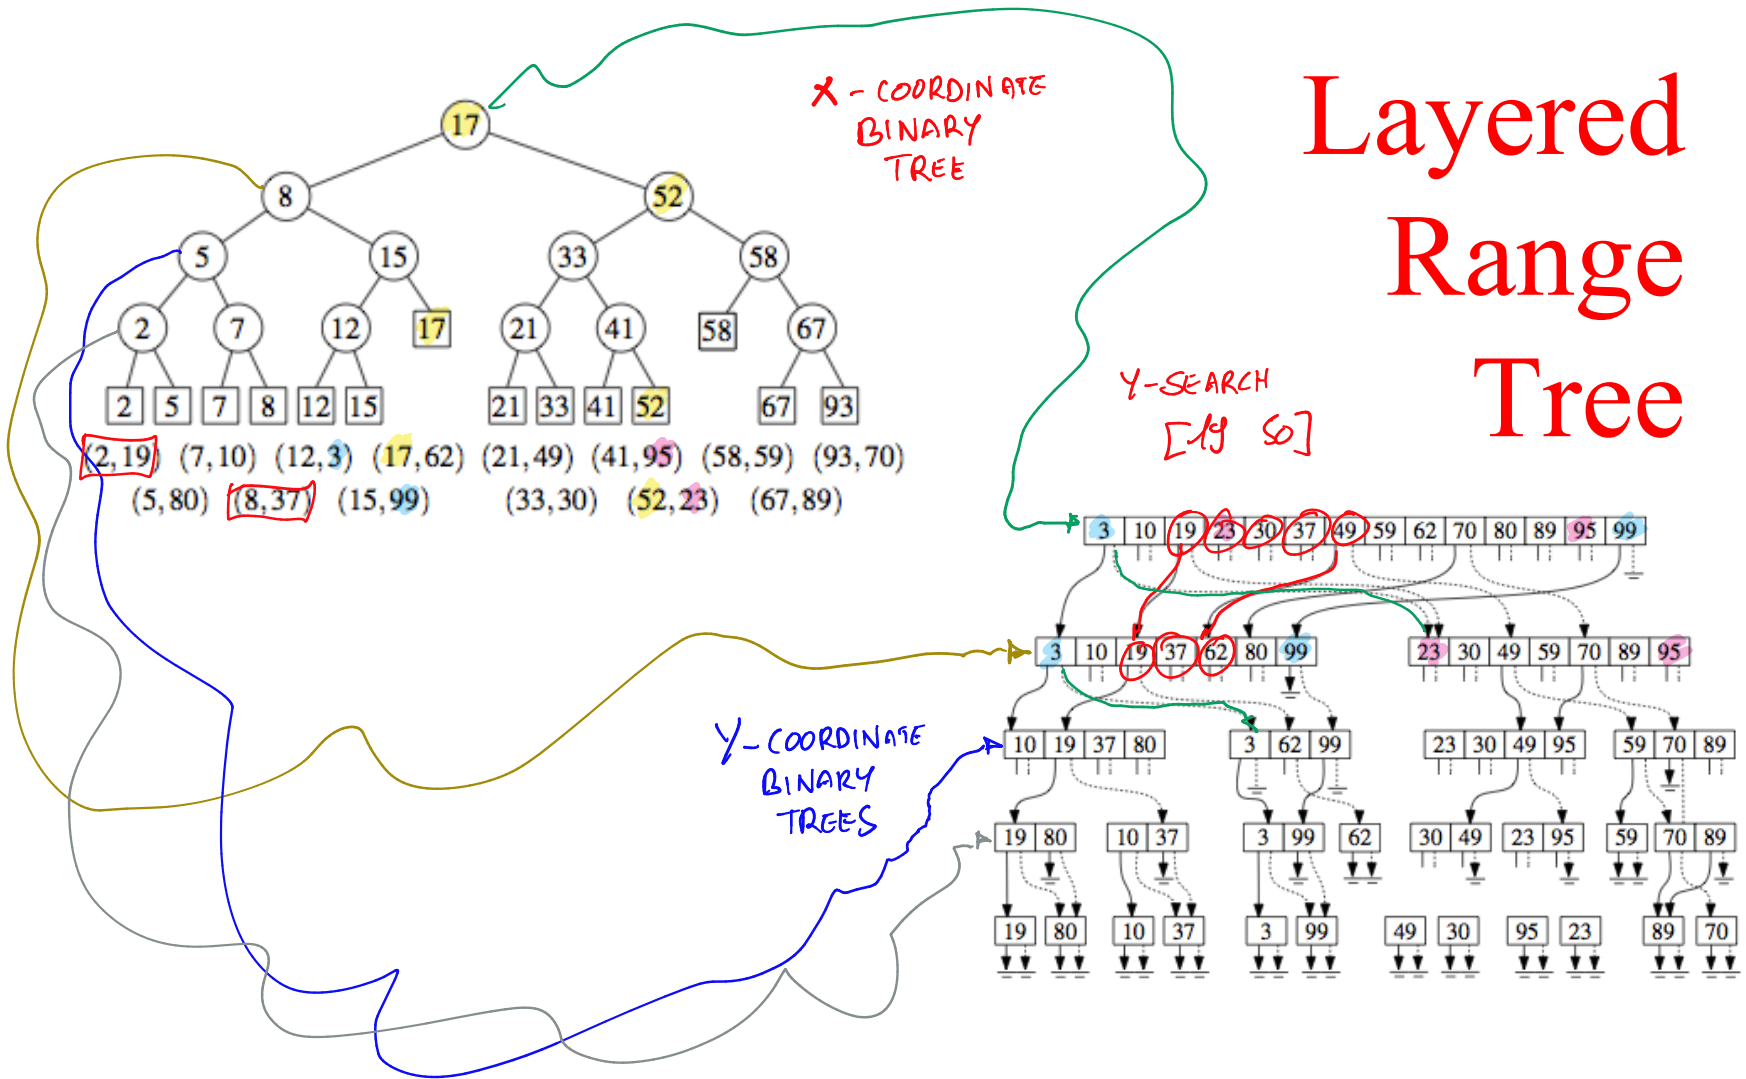 Layered
Range
Tree
X - COORDINATE
BINARY
TREE
17
8 52
5 15 33 58
2 7 12 17 21 41 58 67
2 5 7 8 12 15 21 33 41 52 67 93
(2,19) (7,10) (12,3) (17,62) (21,49) (41,95) (58,59) (93,70)
(5,80) (8,37) (15,99) (33,30) (52,23) (67,89)
Y-SEARCH
[19 50]
3 10 19 23 30 37 49 59 62 70 80 89 95 99
3 10 19 37 62 80 99 23 30 49 59 70 89 95
Y-COORDINATE
BINARY
TREES
10 19 37 80 3 62 99 23 30 49 95 59 70 89
19 80 10 37 3 99 62 30 49 23 95 59 70 89
19 80 10 37 3 99 49 30 95 23 89 70